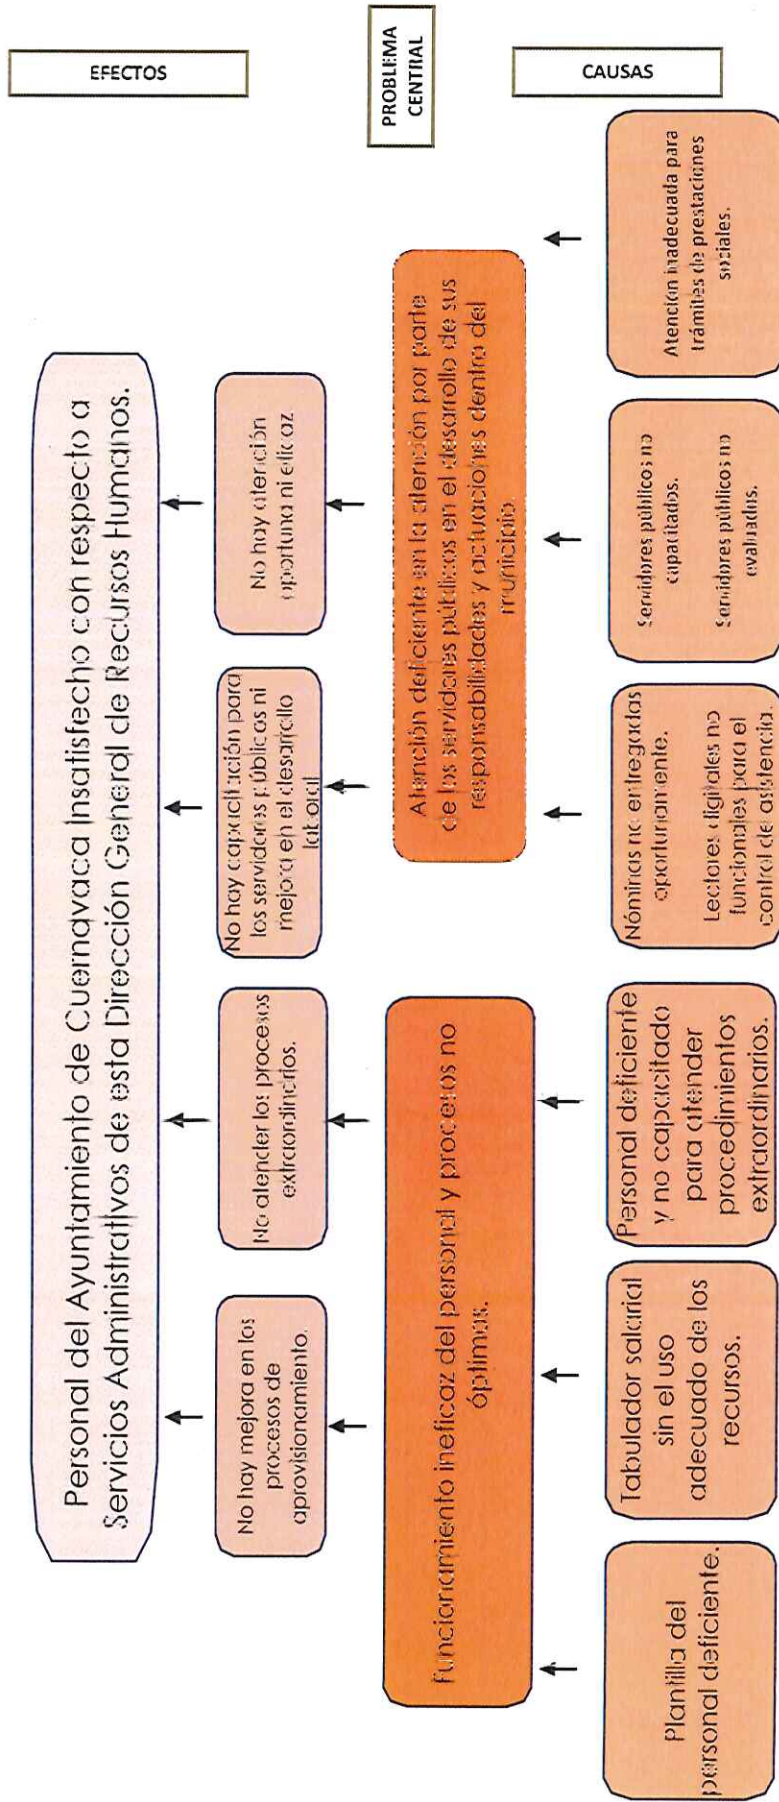 EFECTOS
Personal del Ayuntamiento de Cuernavaca Insatisfecho con respecto a
Servicios Administrativos de esta Dirección General de Recursos Humanos.
No hay mejora en los
procesos de
aprovisionamiento.
No atender los procesos
extraordinarios.
No hay capacitación para
los servidores públicos ni
mejora en el desarrollo
laboral
No hay atención
oportuna ni eficaz
PROBLEMA
CENTRAL
Funcionamiento ineficaz del personal y procesos no
óptimos.
Atención deficiente en la atención por parte
de los servidores públicos en el desarrollo de sus
responsabilidades y actuaciones dentro del
municipio.
CAUSAS
Plantilla del
personal deficiente.
Tabulador salarial
sin el uso
adecuado de los
recursos.
Personal deficiente
y no capacitado
para atender
procedimientos
extraordinarios.
Nóminas no entregadas
oportunamente.
Lectores digitales no
funcionales para el
control de asistencia.
Servidores públicos no
capacitados.
Servidores públicos no
evaluados.
Atención inadecuada para
trámites de prestaciones
sociales.